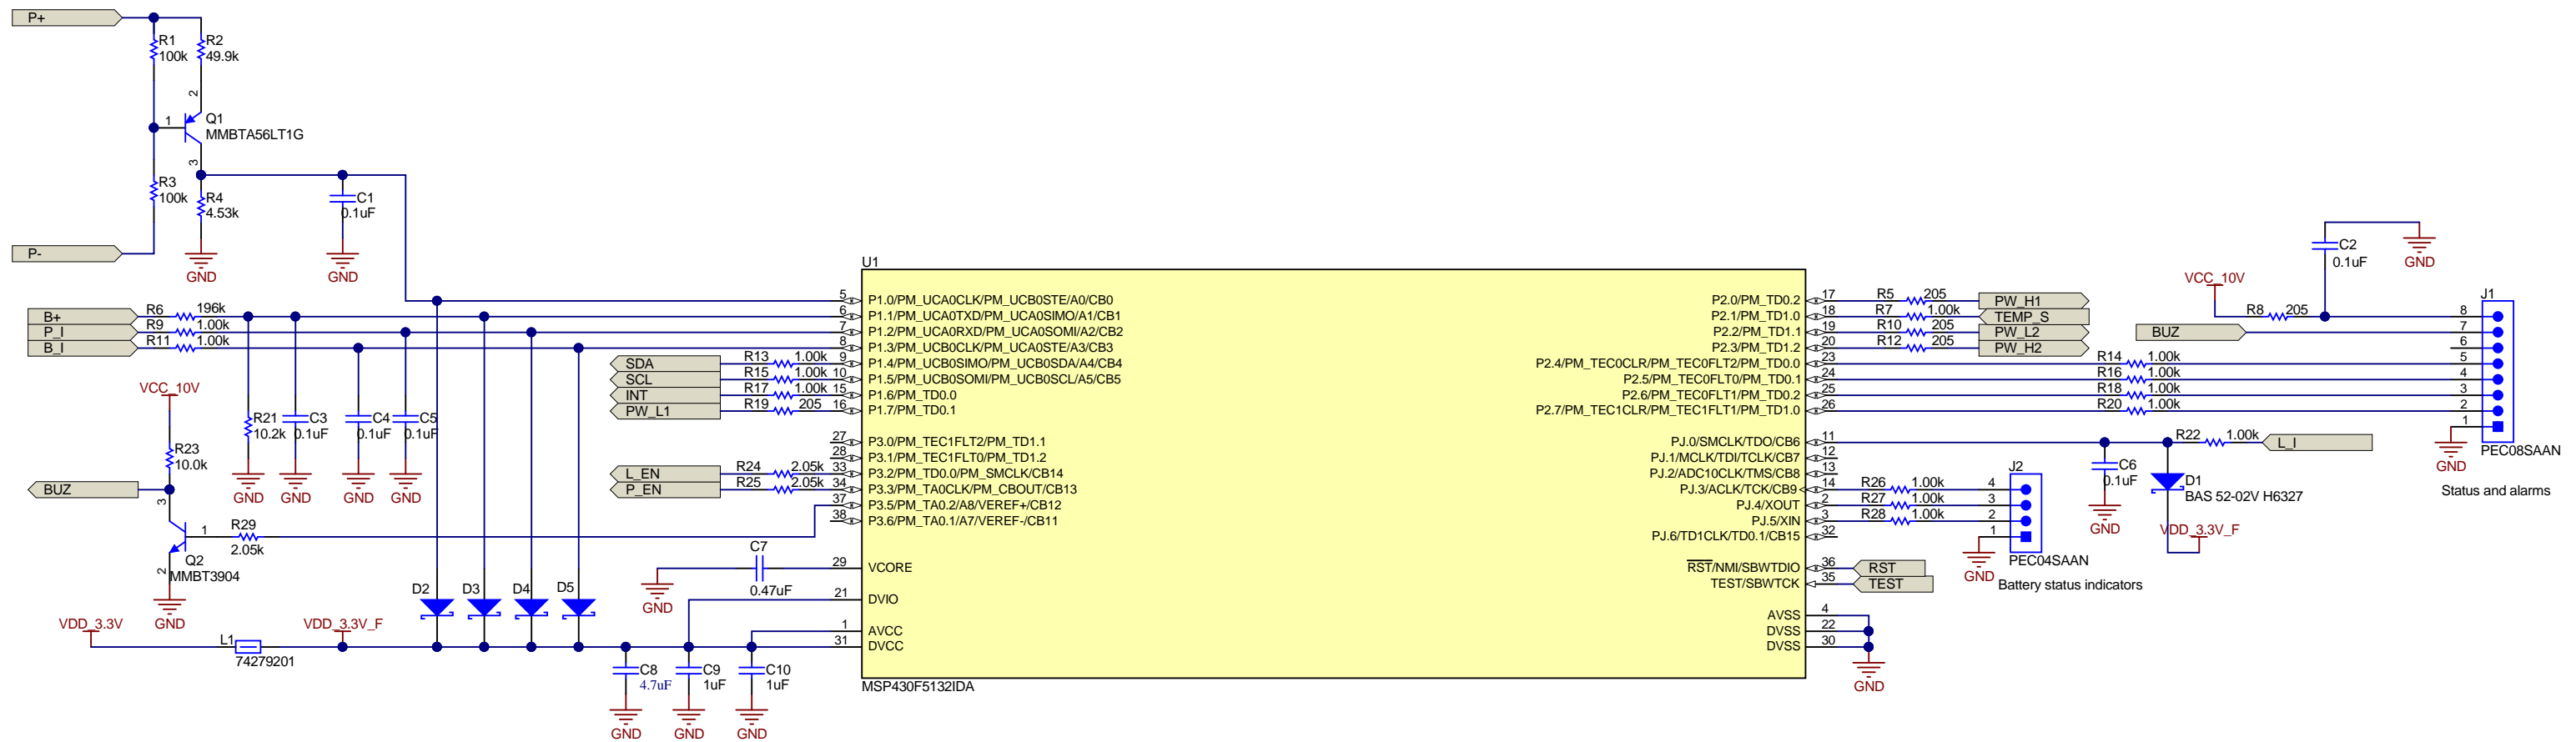 P+
R1
100k
R2
49.9k
2
1
Q1
MMBTA56LT1G
3
R3
100k
R4
4.53k
C1
0.1uF
P-
GND
GND
B+
R6
196k
P_I
R9
1.00k
B_I
R11
1.00k
VCC_10V
R21
10.2k
C3
0.1uF
C4
0.1uF
C5
0.1uF
R23
10.0k
GND
GND
GND
GND
BUZ
3
1
R29
2.05k
Q2
MMBT3904
2
GND
VDD_3.3V
L1
74279201
VDD_3.3V_F
D2
D3
D4
D5
SDA
R13
1.00k
SCL
R15
1.00k
INT
R17
1.00k
PW_L1
R19
205
L_EN
R24
2.05k
P_EN
R25
2.05k
C7
0.47uF
GND
C8
4.7uF
C9
1uF
C10
1uF
GND
GND
GND
U1
5
P1.0/PM_UCA0CLK/PM_UCB0STE/A0/CB0
6
P1.1/PM_UCA0TXD/PM_UCA0SIMO/A1/CB1
7
P1.2/PM_UCA0RXD/PM_UCA0SOMI/A2/CB2
8
P1.3/PM_UCB0CLK/PM_UCA0STE/A3/CB3
9
P1.4/PM_UCB0SIMO/PM_UCB0SDA/A4/CB4
10
P1.5/PM_UCB0SOMI/PM_UCB0SCL/A5/CB5
15
P1.6/PM_TD0.0
16
P1.7/PM_TD0.1
27
P3.0/PM_TEC1FLT2/PM_TD1.1
28
P3.1/PM_TEC1FLT0/PM_TD1.2
33
P3.2/PM_TD0.0/PM_SMCLK/CB14
34
P3.3/PM_TA0CLK/PM_CBOUT/CB13
37
P3.5/PM_TA0.2/A8/VEREF+/CB12
38
P3.6/PM_TA0.1/A7/VEREF-/CB11
29
VCORE
21
DVIO
1
AVCC
31
DVCC
MSP430F5132IDA
P2.0/PM_TD0.2
17
P2.1/PM_TD1.0
18
P2.2/PM_TD1.1
19
P2.3/PM_TD1.2
20
P2.4/PM_TEC0CLR/PM_TEC0FLT2/PM_TD0.0
23
P2.5/PM_TEC0FLT0/PM_TD0.1
24
P2.6/PM_TEC0FLT1/PM_TD0.2
25
P2.7/PM_TEC1CLR/PM_TEC1FLT1/PM_TD1.0
26
PJ.0/SMCLK/TDO/CB6
11
PJ.1/MCLK/TDI/TCLK/CB7
12
PJ.2/ADC10CLK/TMS/CB8
13
PJ.3/ACLK/TCK/CB9
14
PJ.4/XOUT
2
PJ.5/XIN
3
PJ.6/TD1CLK/TD0.1/CB15
32
RST/NMI/SBWTDIO
36
TEST/SBWTCK
35
AVSS
4
DVSS
22
DVSS
30
GND
R5
205
PW_H1
R7
1.00k
TEMP_S
R10
205
PW_L2
R12
205
PW_H2
R14
1.00k
R16
1.00k
R18
1.00k
R20
1.00k
R22
1.00k
L_I
C6
0.1uF
GND
D1
BAS 52-02V H6327
VDD_3.3V_F
R26
1.00k
R27
1.00k
R28
1.00k
J2
4
3
2
1
PEC04SAAN
GND
Battery status indicators
RST
TEST
C2
0.1uF
GND
VCC_10V
R8
205
BUZ
J1
8
7
6
5
4
3
2
1
GND
PEC08SAAN
Status and alarms